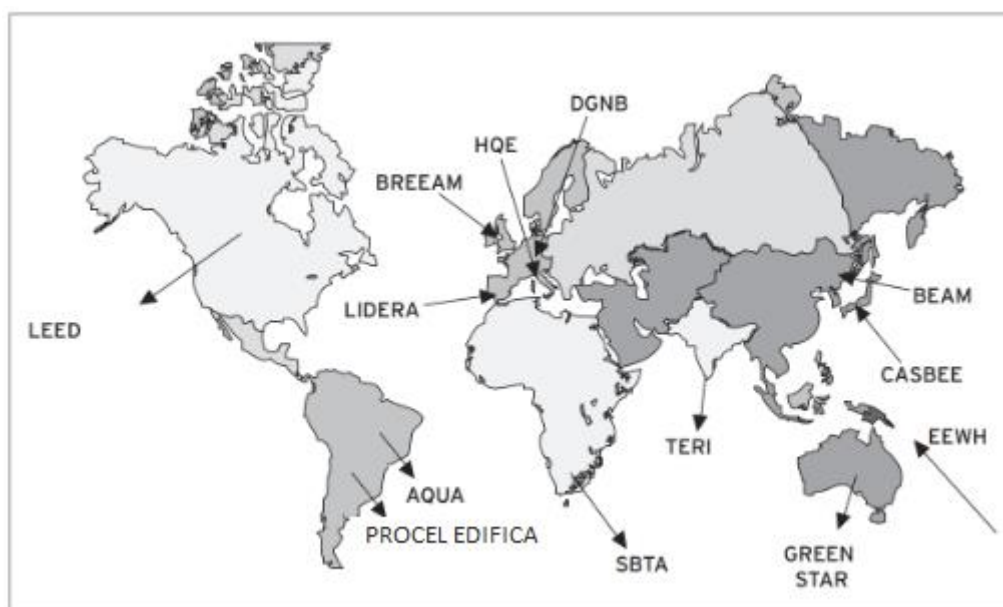 DGNB
HQE
BREEAM
LIDERA
LEED
BEAM
CASBEE
TERI
EEWH
AQUA
PROCEL EDIFICA
SBTA
GREEN
STAR